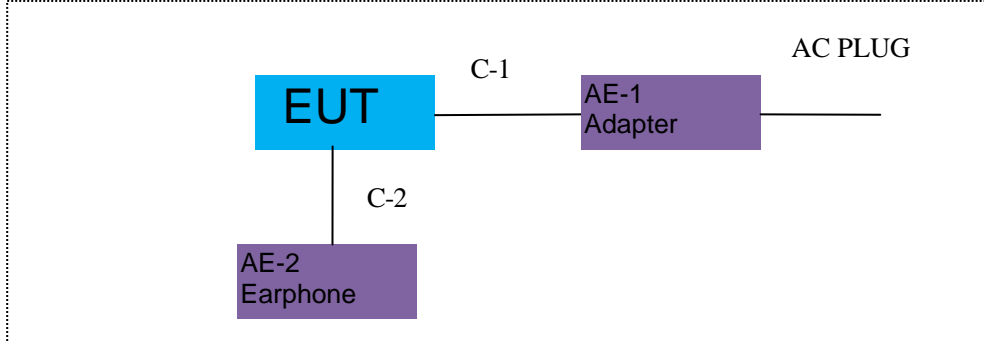 AC PLUG
C-1
EUT
AE-1
Adapter
C-2
AE-2
Earphone